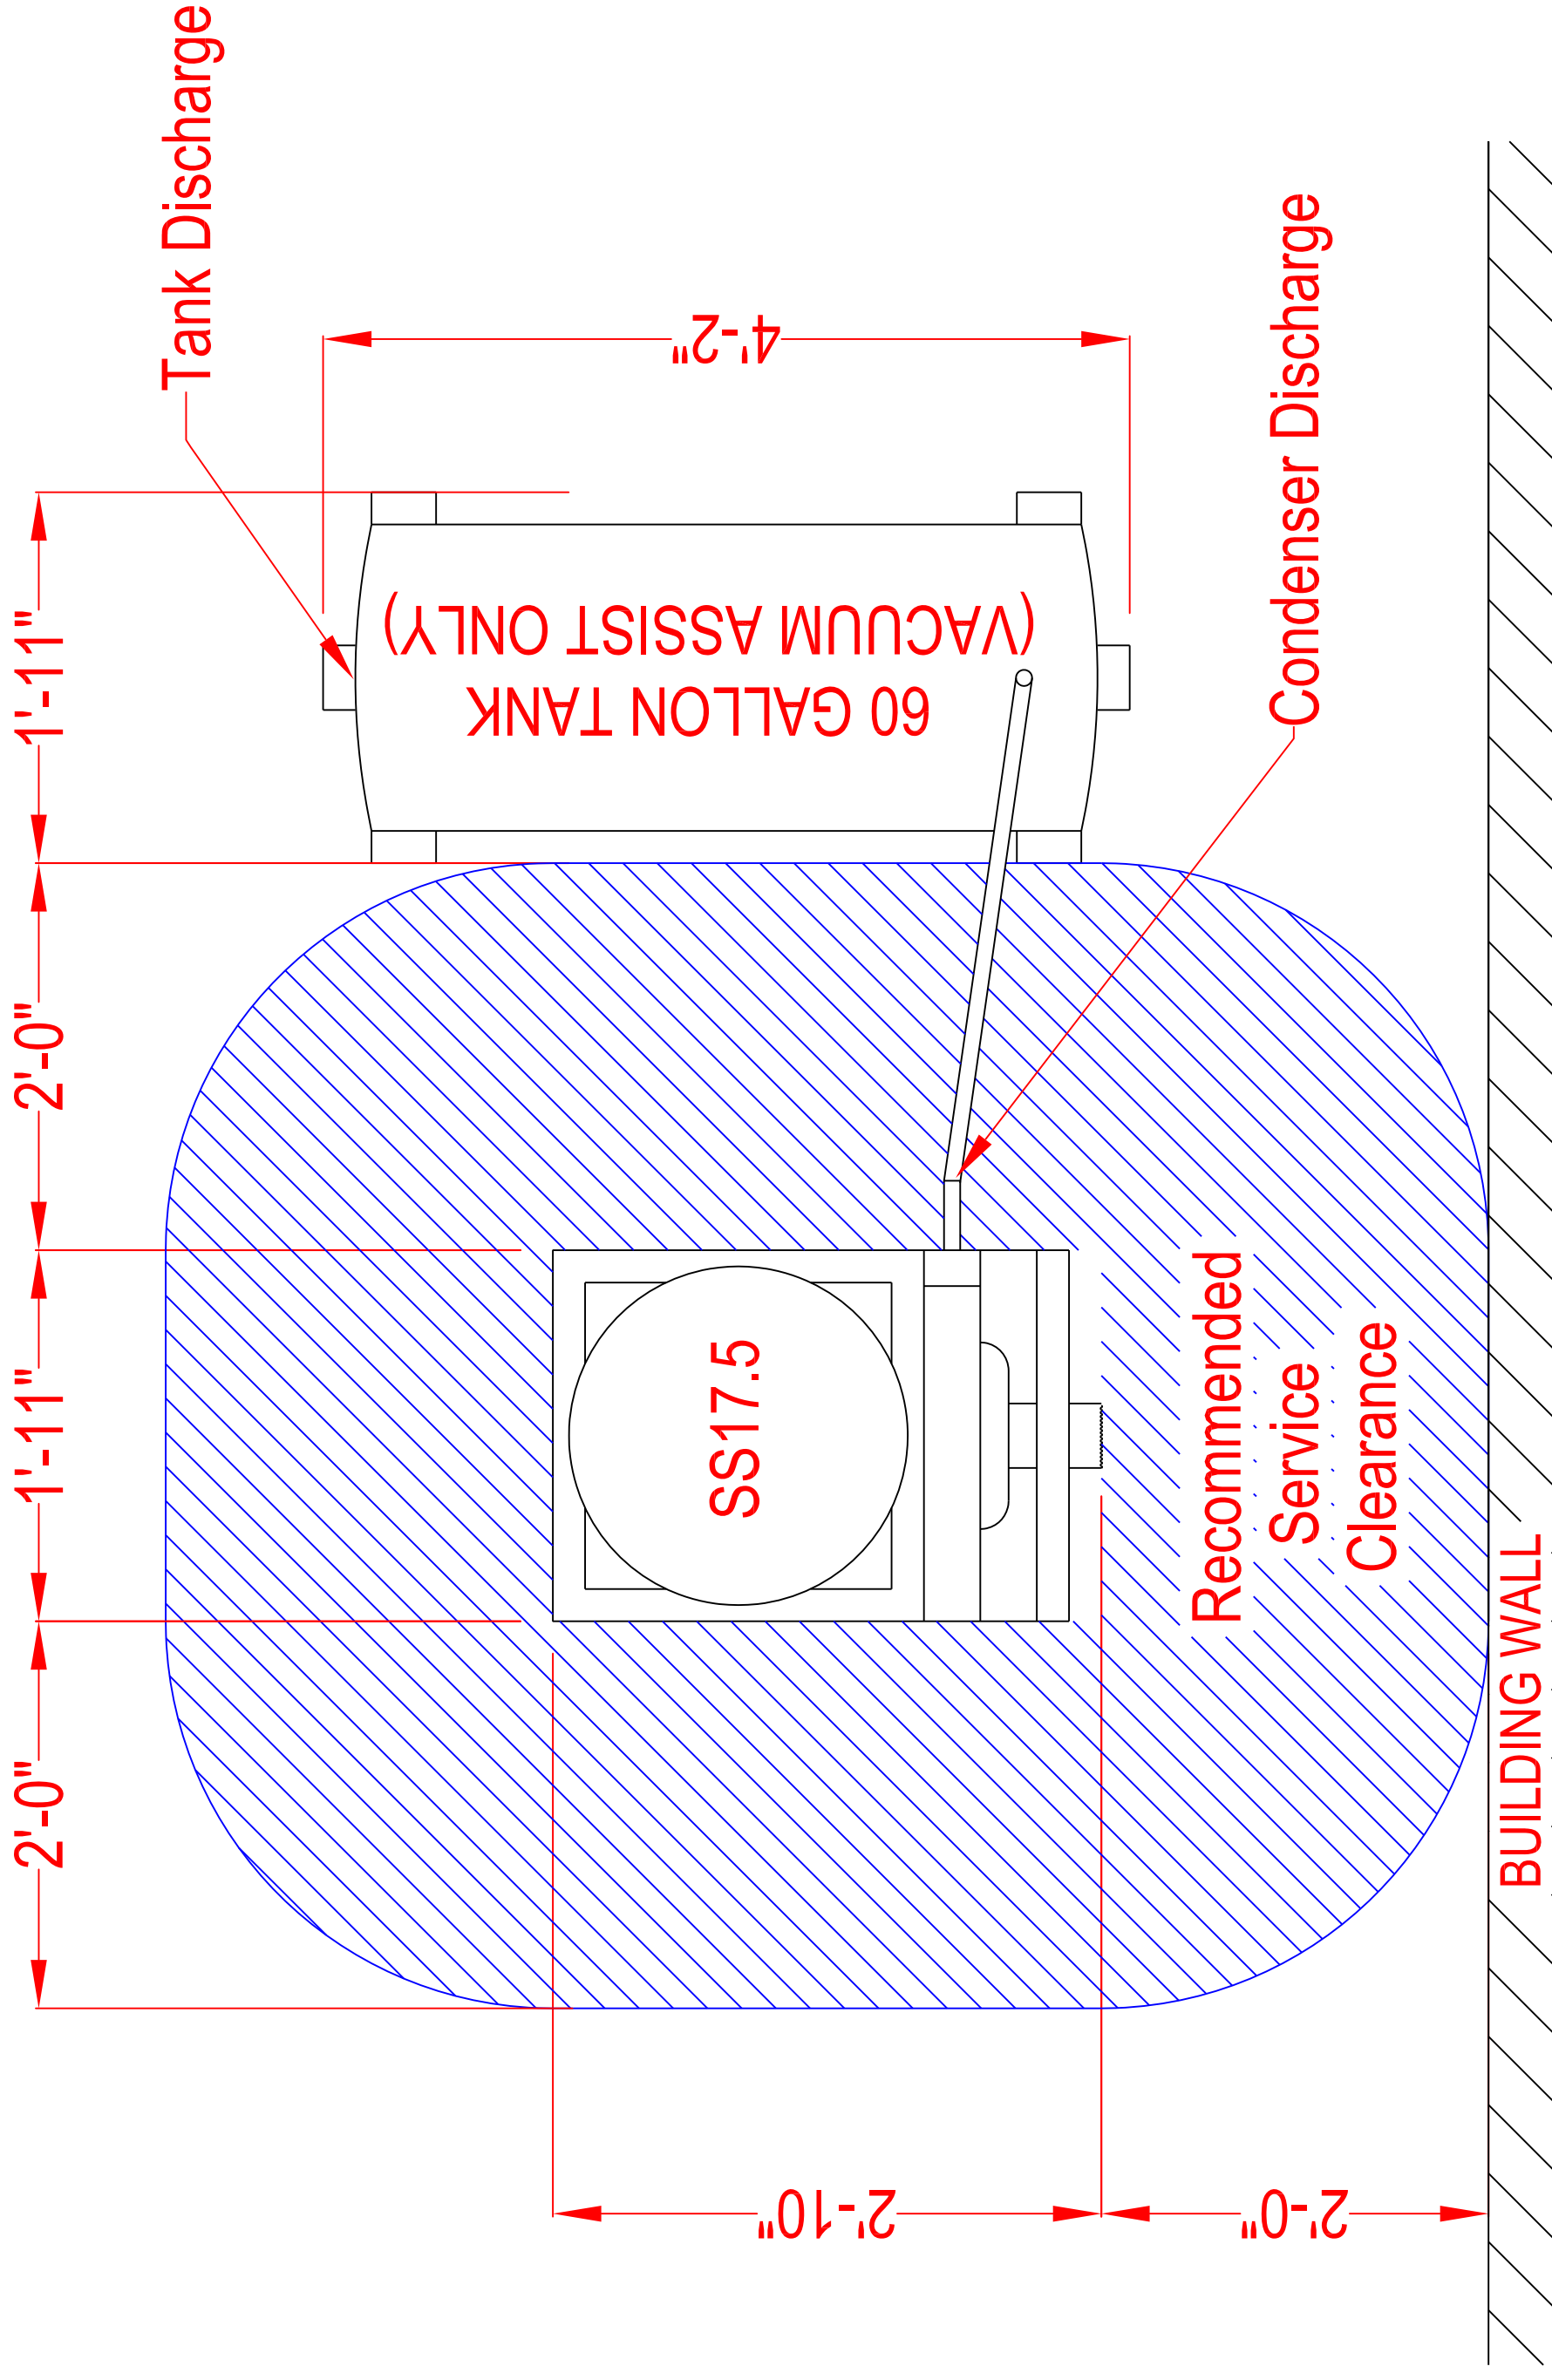 Tank Discharge
4'-2"
1'-11"
2'-0"
1'-11"
2'-0"
60 GALLON TANK
(VACUUM ASSIST ONLY)
Condenser Discharge
SS17.5
Recommended
Service
Clearance
BUILDING WALL
2'-10"
2'-0"